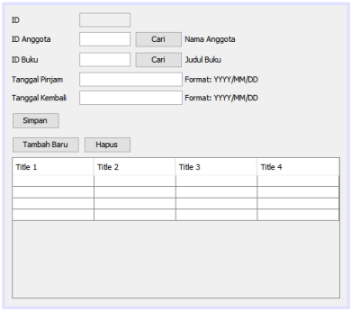 ID
ID Anggota Cari Nama Anggota
ID Buku Cari Judul Buku
Tanggal Pinjam Format: YYYY/MM/DD
Tanggal Kembali Format: YYYY/MM/DD
Simpan
Tambah Baru Hapus
Title 1 Title 2 Title 3 Title 4